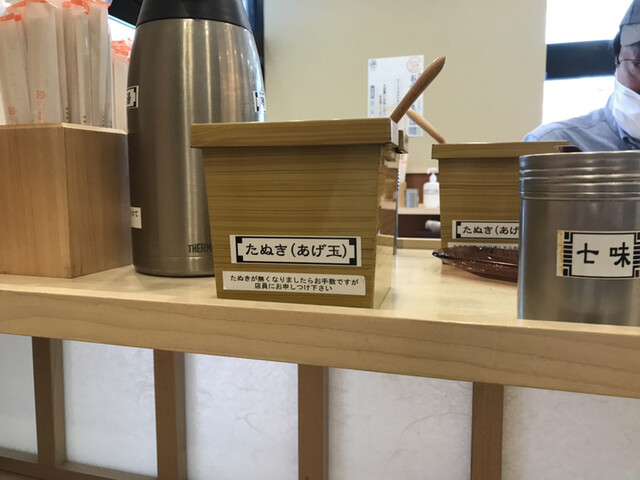 THERM
たぬき(あげ玉)
たぬきが無くなりましたらお手数ですが
店員にお申しつけ下さい
たぬき(あげ
七味